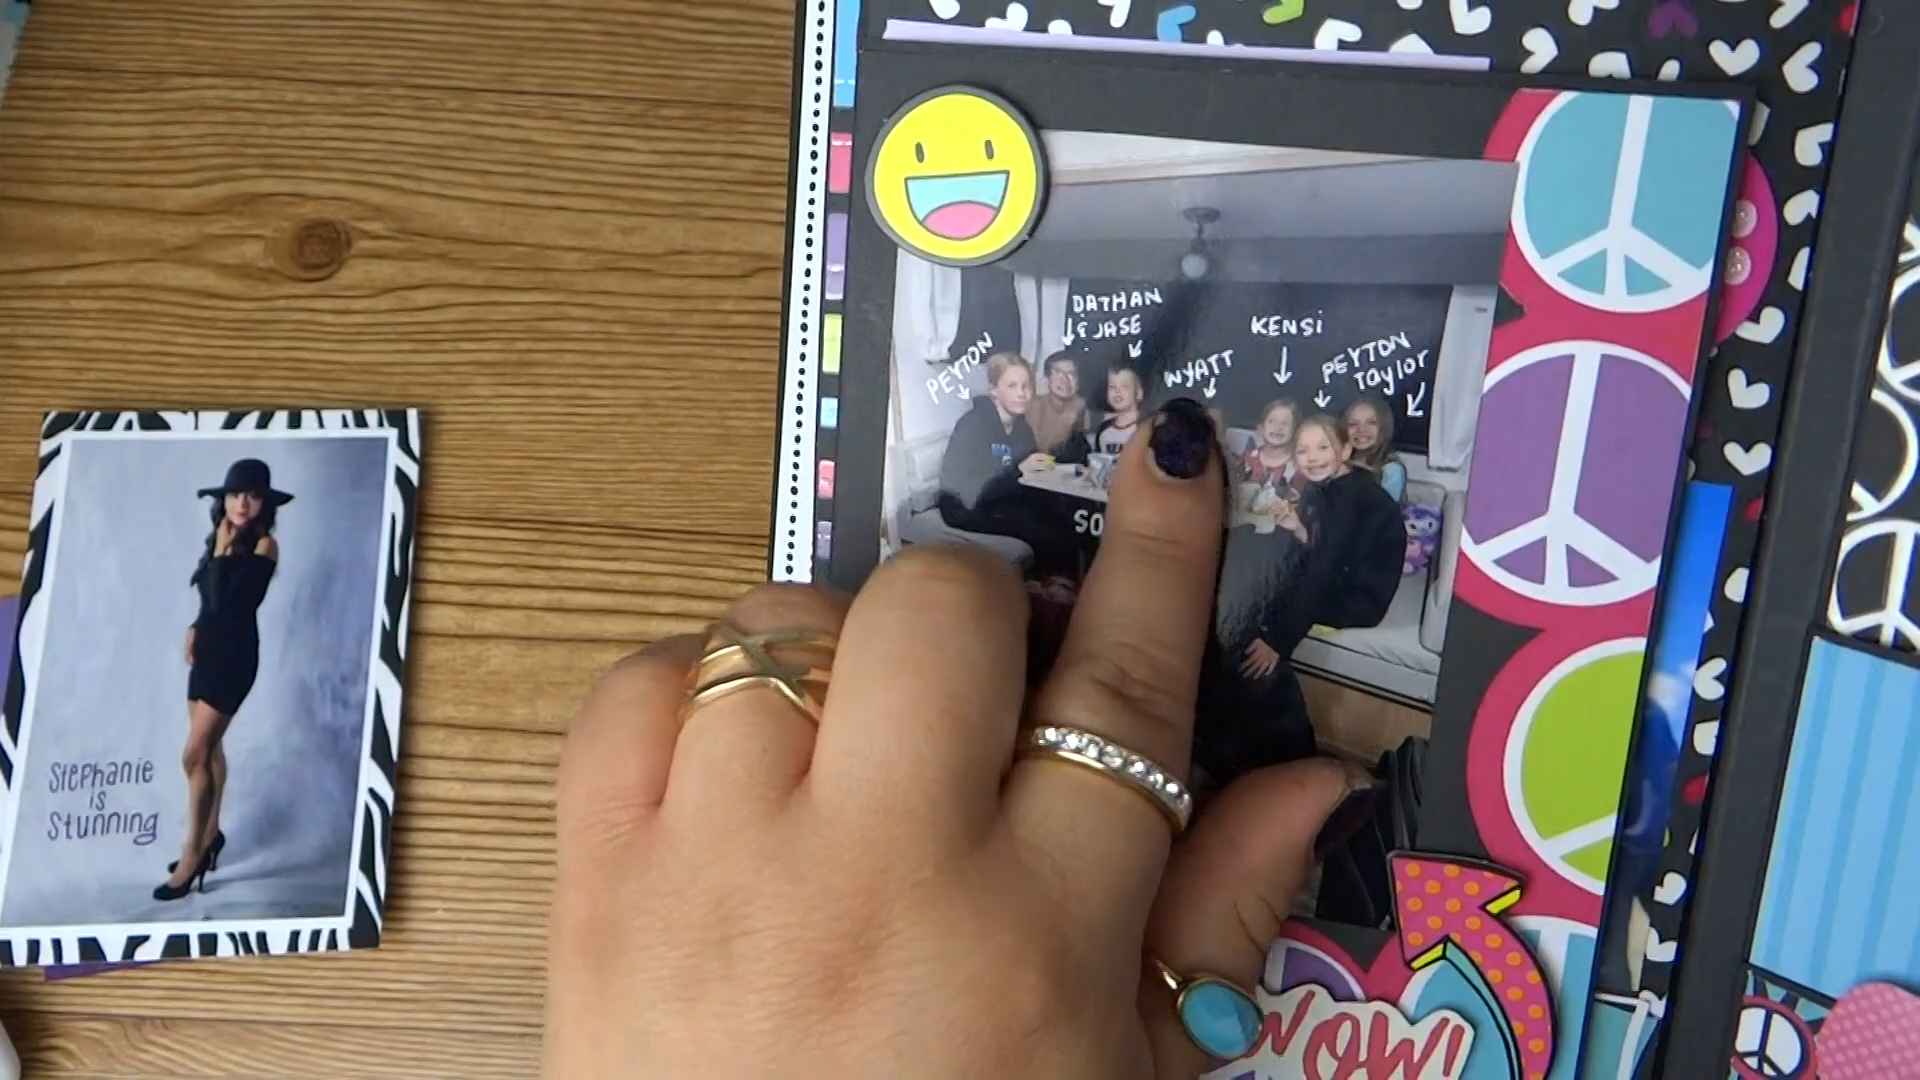 DATHAN
& JASE
PEYTON
WYATT
KENSi
PEYTON
Taylor
SO
Stephanie
is
Stunning
WOW!